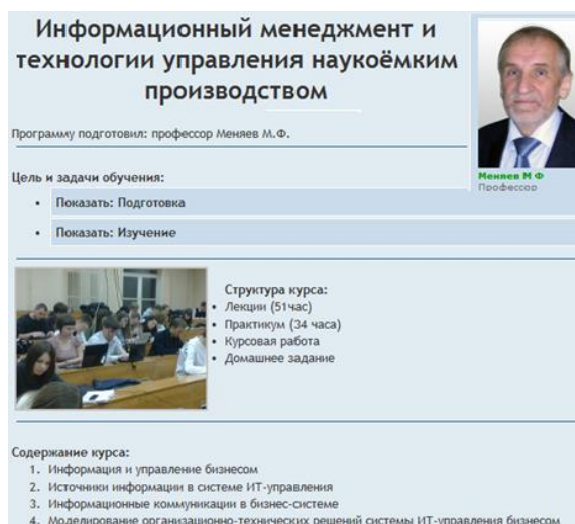 Информационный менеджмент и
технологии управления наукоёмким
производством
Программу подготовил: профессор Меняев М.Ф.
Меняев М Ф
Профессор
Цель и задачи обучения:
• Показать: Подготовка
• Показать: Изучение
Структура курса:
• Лекции (51час)
• Практикум (34 часа)
• Курсовая работа
• Домашнее задание
Содержание курса:
1. Информация и управление бизнесом
2. Источники информации в системе ИТ-управления
3. Информационные коммуникации в бизнес-системе
4. Моделирование организационно-технических решений системы ИТ-управления бизнесом